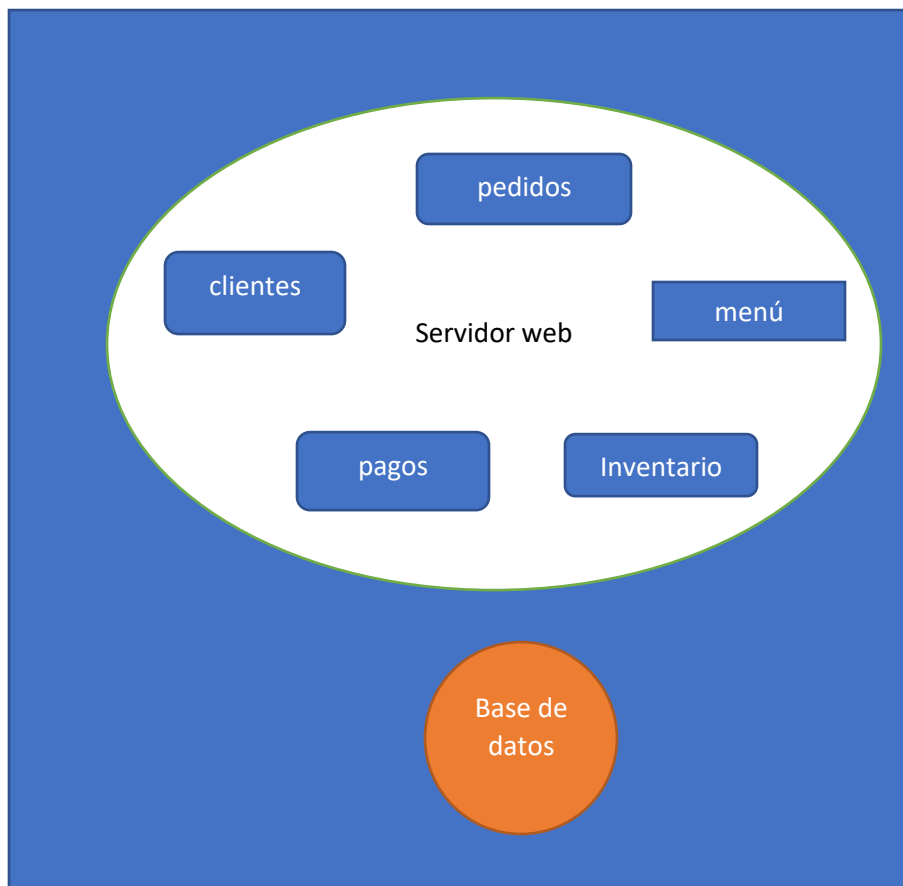 pedidos
clientes
menú
Servidor web
pagos
Inventario
Base de
datos